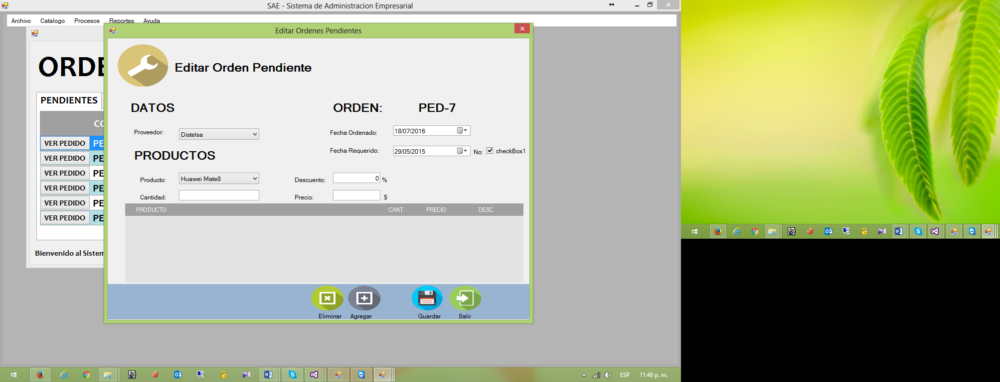 SAE - Sistema de Administracion Empresarial
Archivo Catalogo Procesos Reportes Ayuda
Editar Ordenes Pendientes
ORDE
Editar Orden Pendiente
PENDIENTES
DATOS
ORDEN: PED-7
CO
Proveedor: Distelsa
Fecha Ordenado: 18/07/2016
Fecha Requerido: 29/05/2015 No: checkBox1
VER PEDIDO PE
VER PEDIDO PE
VER PEDIDO PE
VER PEDIDO PE
VER PEDIDO PE
VER PEDIDO PE
PRODUCTOS
Producto: Huawei Mate8
Descuento: 0 %
Cantidad:
Precio: $
PRODUCTO CANT. PRECIO DESC.
Bienvenido al Sistem
Eliminar Agregar Guardar Salir
ESP 11:48 p. m.